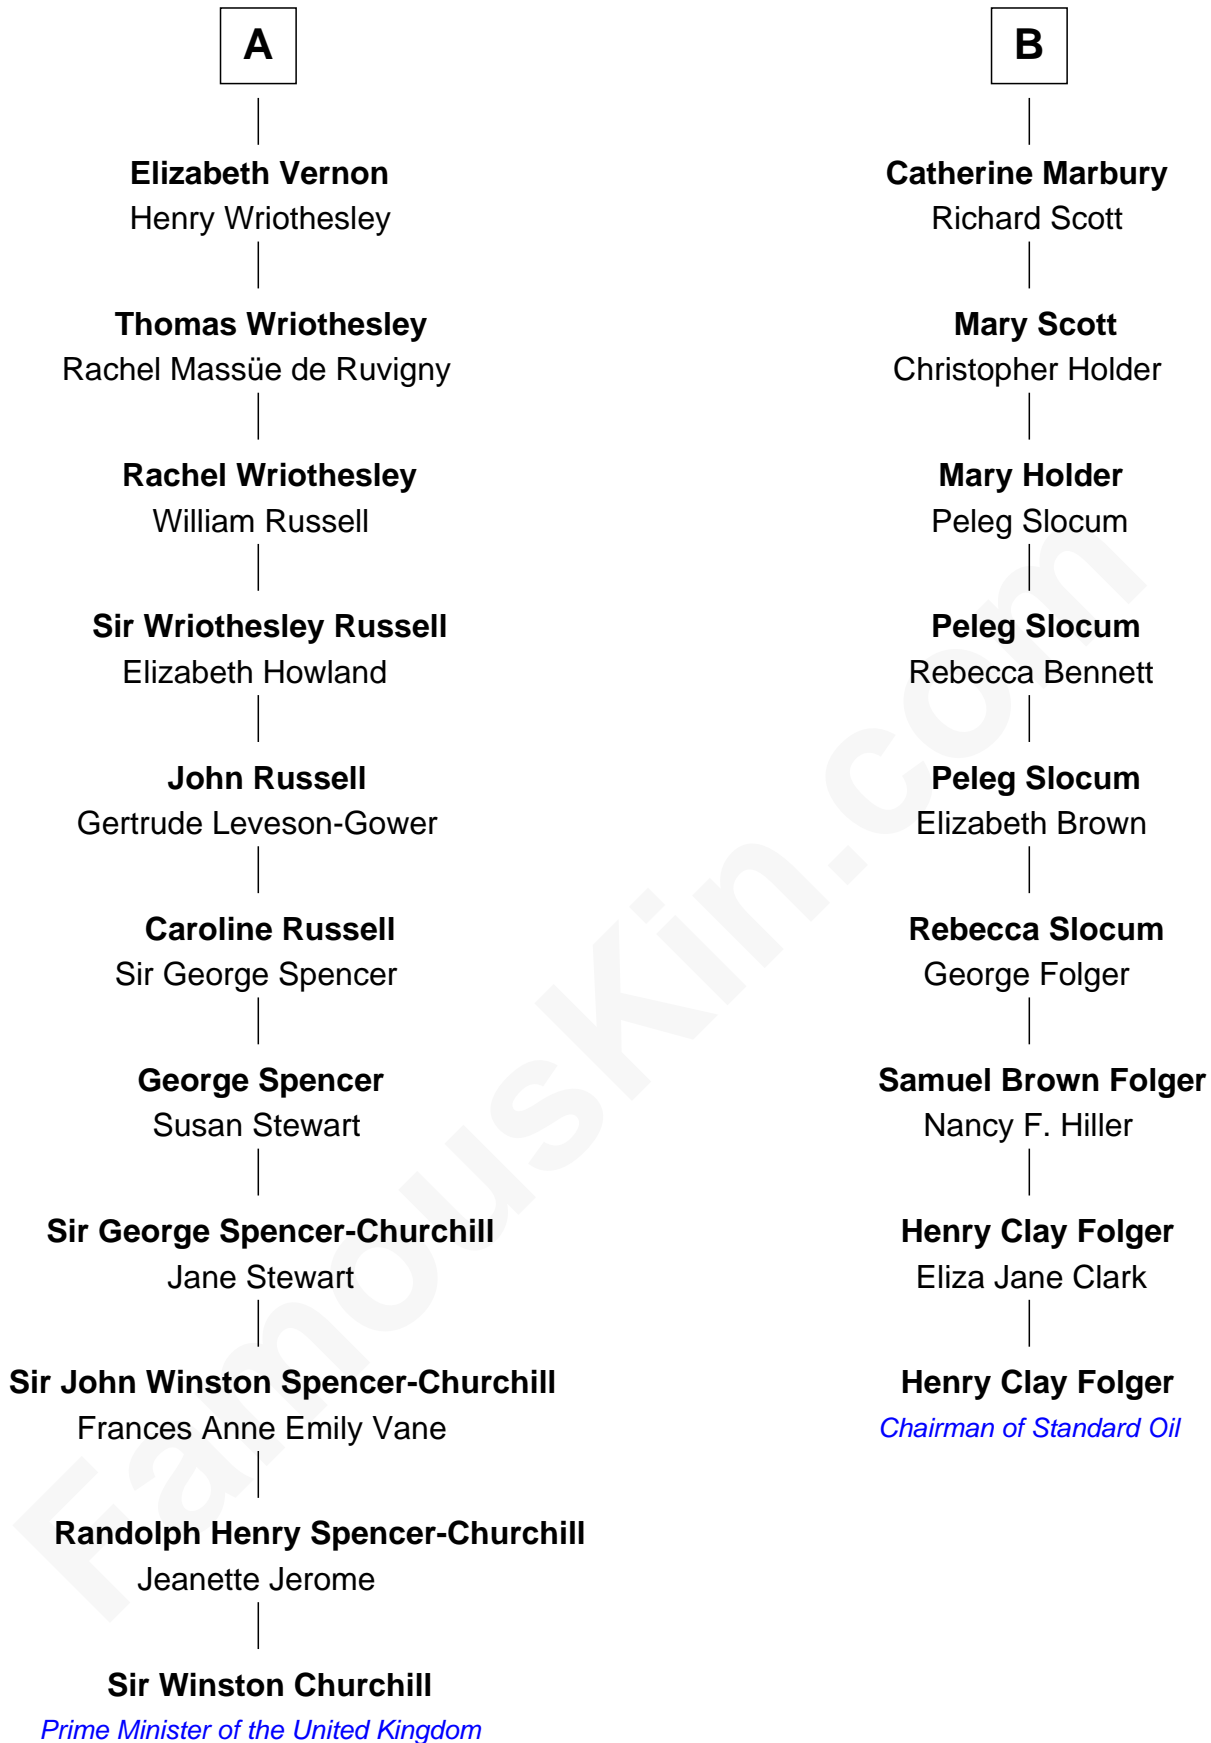 A
Elizabeth Vernon
Henry Wriothesley
Thomas Wriothesley
Rachel Massüe de Ruvigny
Rachel Wriothesley
William Russell
Sir Wriothesley Russell
Elizabeth Howland
John Russell
Gertrude Leveson-Gower
Caroline Russell
Sir George Spencer
George Spencer
Susan Stewart
Sir George Spencer-Churchill
Jane Stewart
Sir John Winston Spencer-Churchill
Frances Anne Emily Vane
Randolph Henry Spencer-Churchill
Jeanette Jerome
Sir Winston Churchill
Prime Minister of the United Kingdom
B
Catherine Marbury
Richard Scott
Mary Scott
Christopher Holder
Mary Holder
Peleg Slocum
Peleg Slocum
Rebecca Bennett
Peleg Slocum
Elizabeth Brown
Rebecca Slocum
George Folger
Samuel Brown Folger
Nancy F. Hiller
Henry Clay Folger
Eliza Jane Clark
Henry Clay Folger
Chairman of Standard Oil
FamousKin.com